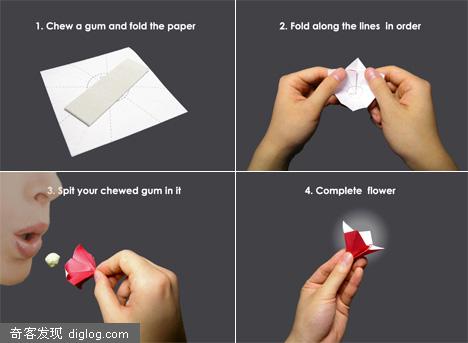 1. Chew a gum and fold the paper
2. Fold along the lines in order
3. Spit your chewed gum in it
4. Complete flower
奇客发现 diglog.com